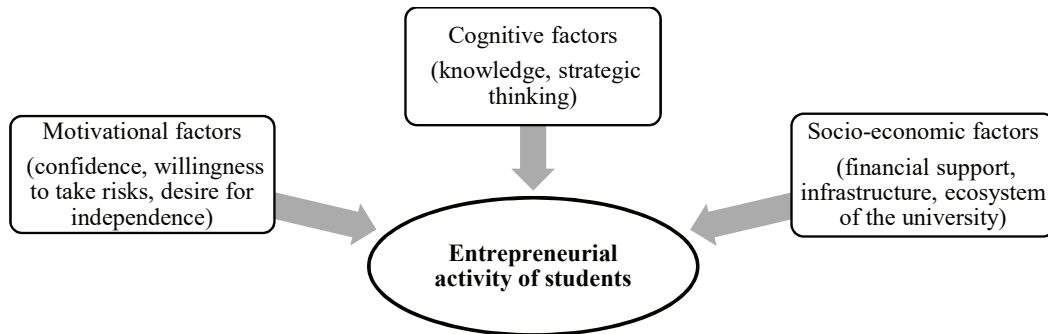 Cognitive factors
(knowledge, strategic
thinking)
Motivational factors
(confidence, willingness
to take risks, desire for
independence)
Socio-economic factors
(financial support,
infrastructure, ecosystem
of the university)
Entrepreneurial
activity of students